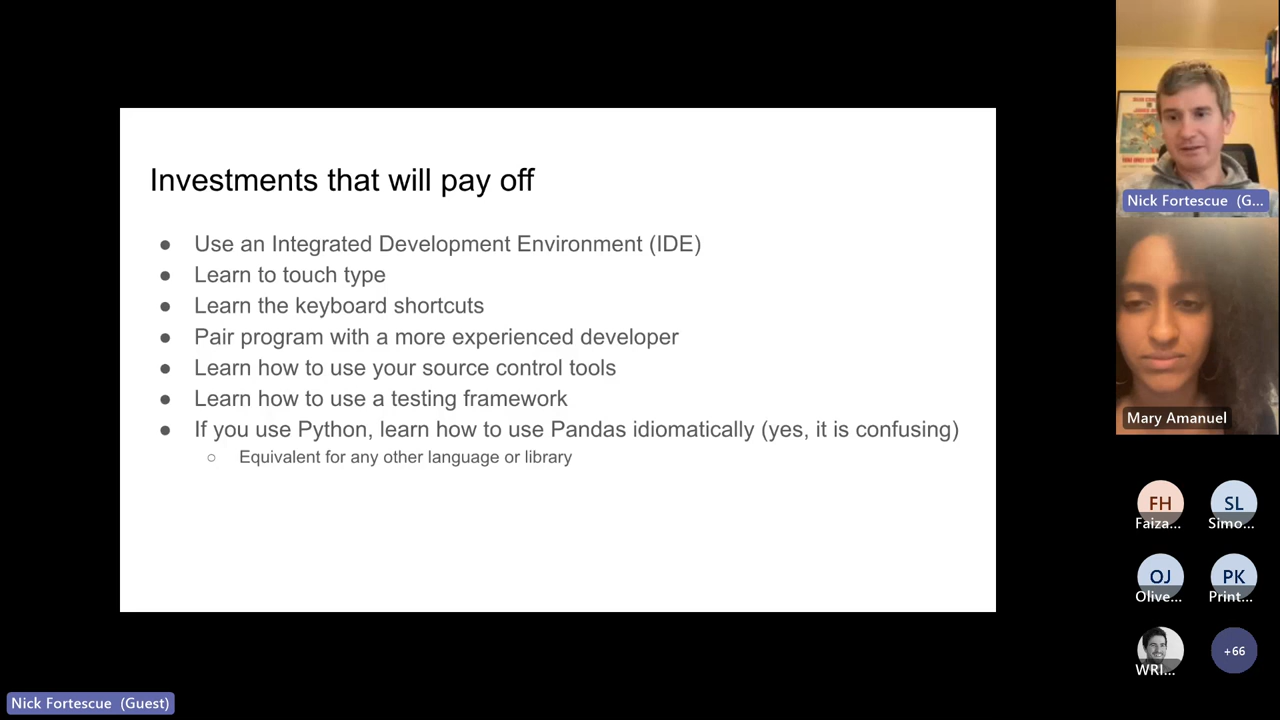 Investments that will pay off
● Use an Integrated Development Environment (IDE)
● Learn to touch type
● Learn the keyboard shortcuts
● Pair program with a more experienced developer
● Learn how to use your source control tools
● Learn how to use a testing framework
● If you use Python, learn how to use Pandas idiomatically (yes, it is confusing)
○ Equivalent for any other language or library
Nick Fortescue (G...
Mary Amanuel
FH
Faiza...
SL
Simo...
OJ
Olive...
PK
Print...
WRI...
+66
Nick Fortescue (Guest)